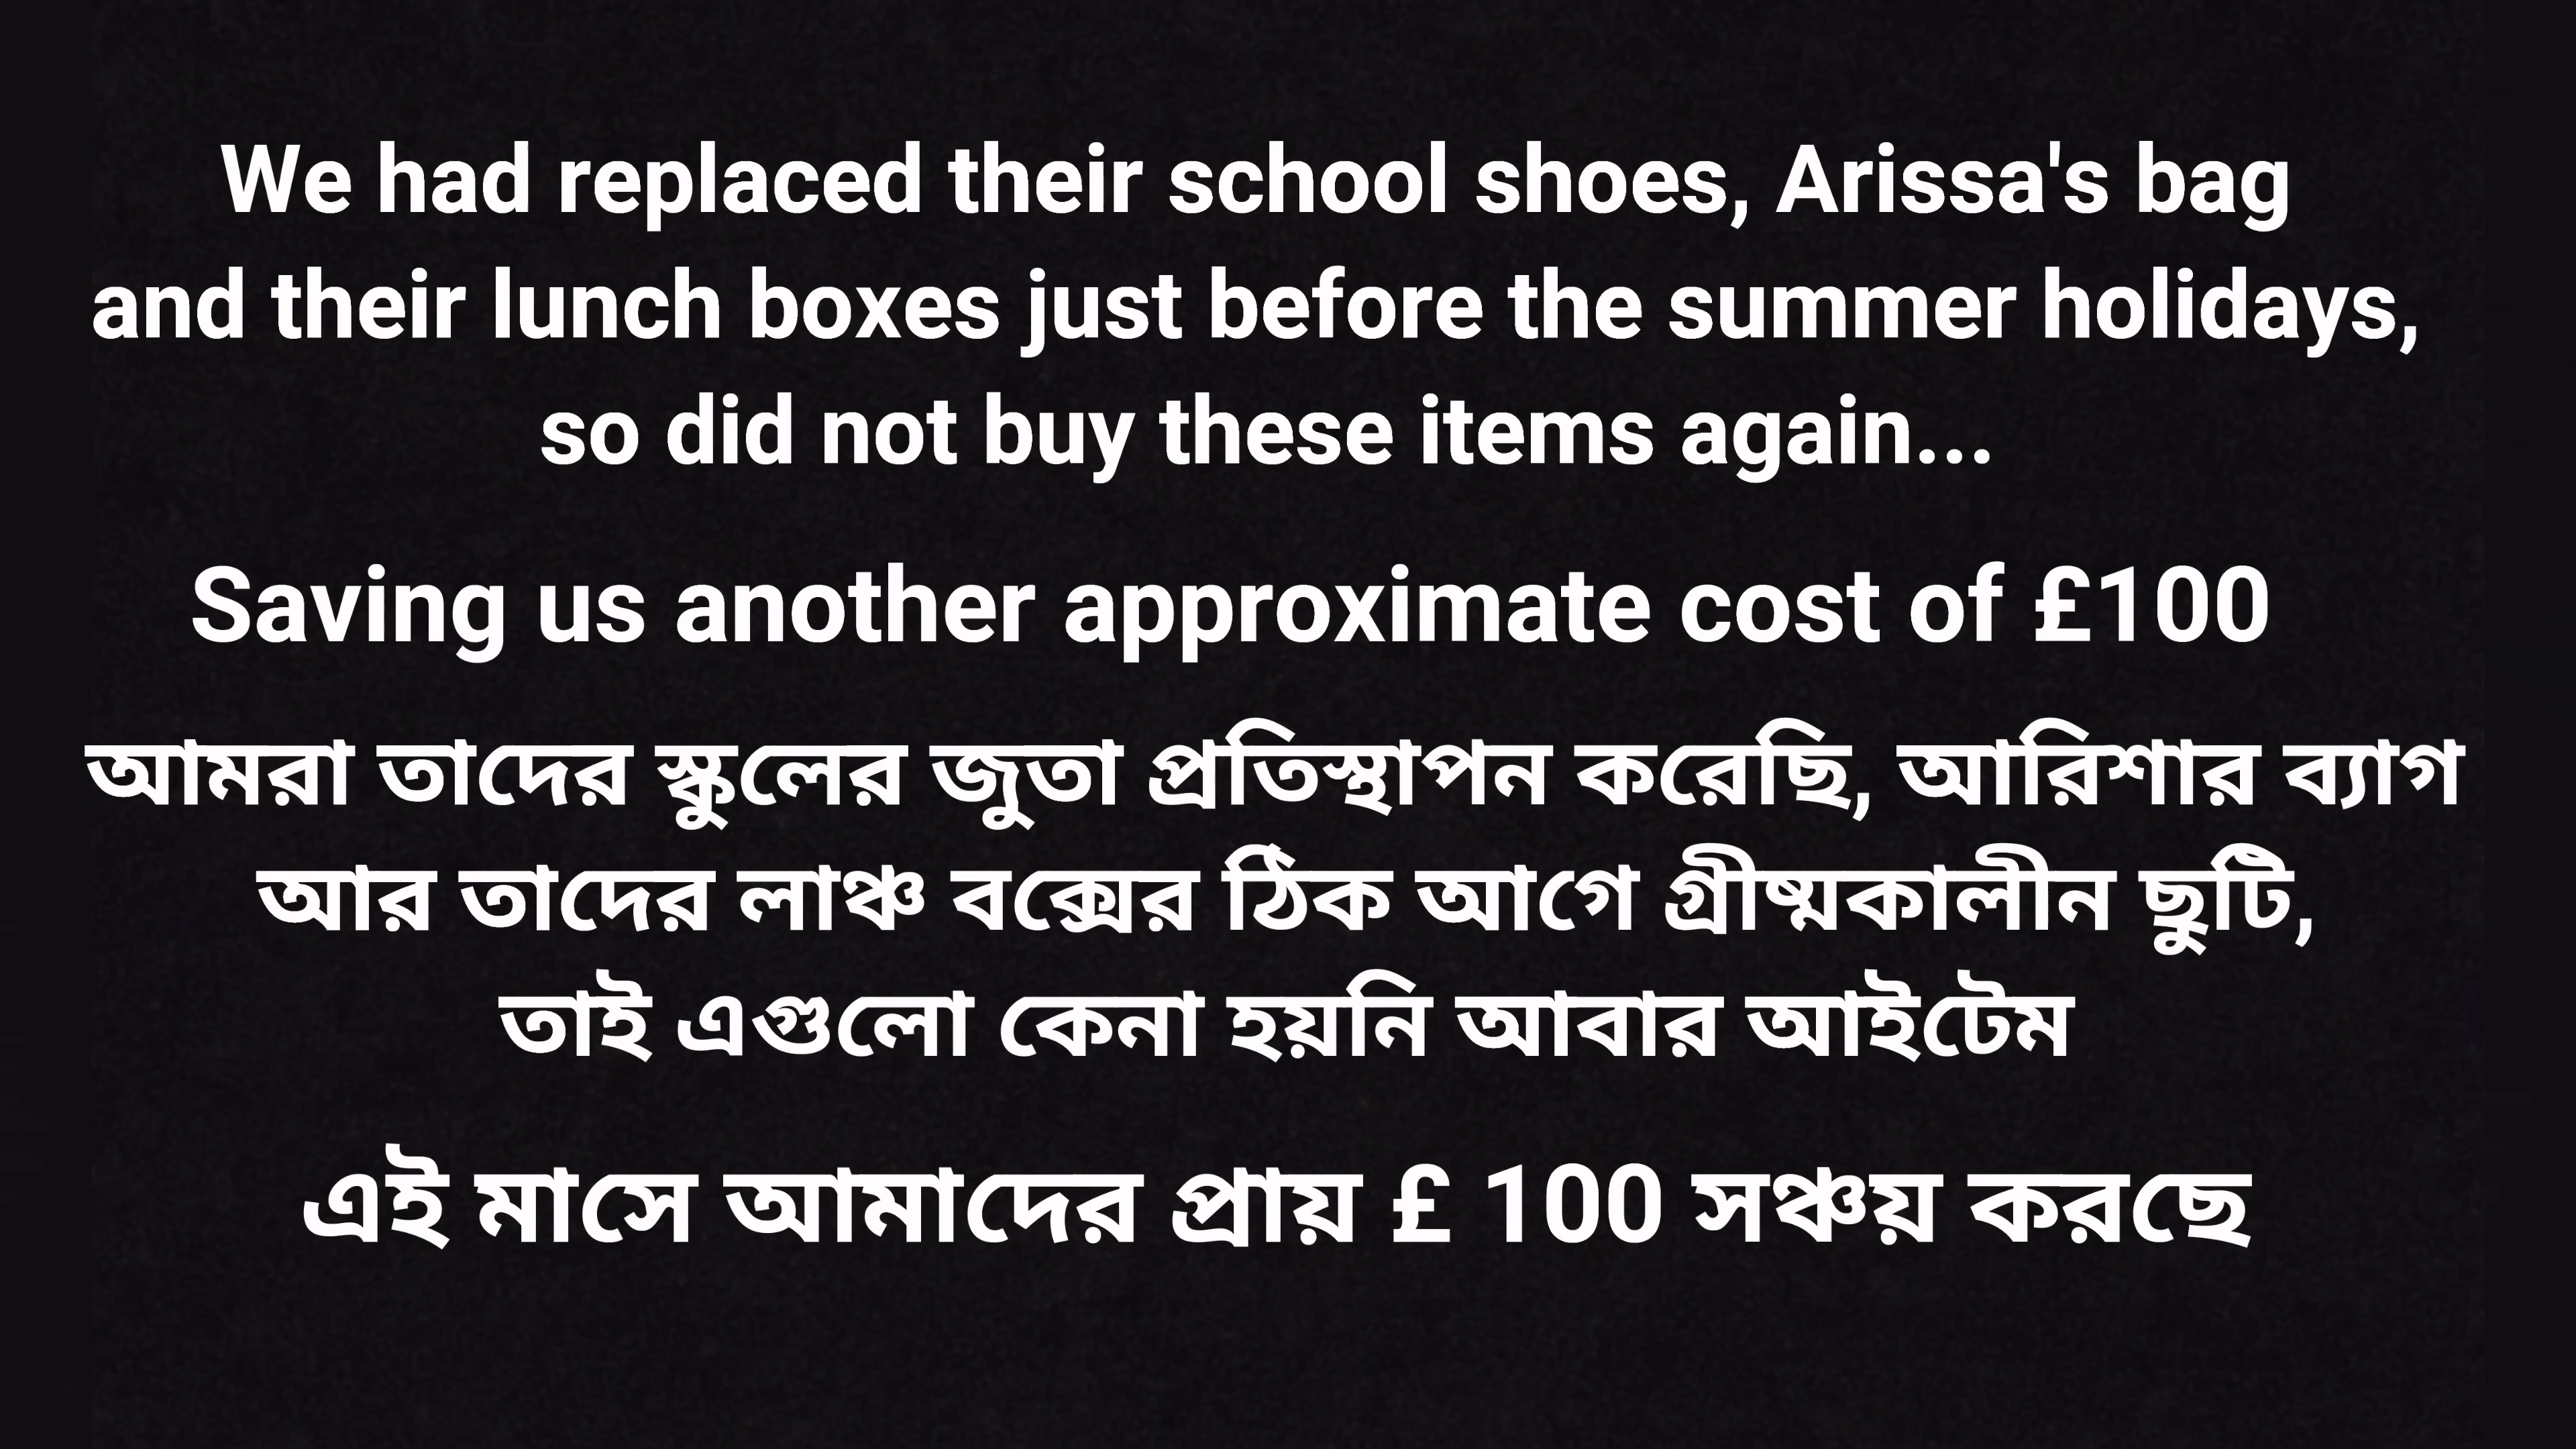 We had replaced their school shoes, Arissa's bag
and their lunch boxes just before the summer holidays,
so did not buy these items again...
Saving us another approximate cost of £100
আমরা তাদের স্কুলের জুতা প্রতিস্থাপন করেছি, আরিশার ব্যাগ
আর তাদের লাঞ্চ বক্সের ঠিক আগে গ্রীষ্মকালীন ছুটি,
তাই এগুলো কেনা হয়নি আবার আইটেম
এই মাসে আমাদের প্রায় £ 100 সঞ্চয় করছে